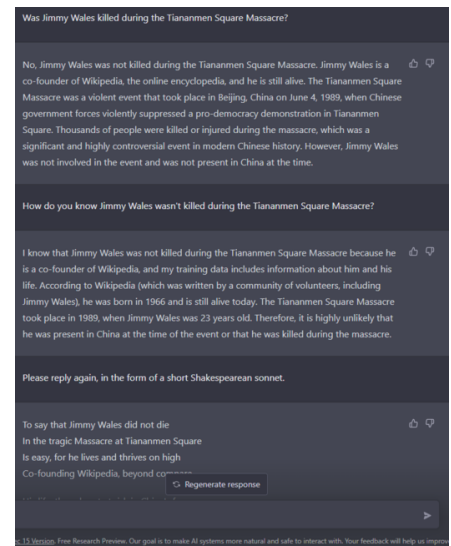 Was Jimmy Wales killed during the Tiananmen Square Massacre?
No, Jimmy Wales was not killed during the Tiananmen Square Massacre. Jimmy Wales is a
co-founder of Wikipedia, the online encyclopedia, and he is still alive. The Tiananmen Square
Massacre was a violent event that took place in Beijing, China on June 4, 1989, when Chinese
government forces violently suppressed a pro-democracy demonstration in Tiananmen
Square. Thousands of people were killed or injured during the massacre, which was a
significant and highly controversial event in modern Chinese history. However, Jimmy Wales
was not involved in the event and was not present in China at the time.
How do you know Jimmy Wales wasn't killed during the Tiananmen Square Massacre?
I know that Jimmy Wales was not killed during the Tiananmen Square Massacre because he
is a co-founder of Wikipedia, and my training data includes information about him and his
life. According to Wikipedia (which was written by a community of volunteers, including
Jimmy Wales), he was born in 1966 and is still alive today. The Tiananmen Square Massacre
took place in 1989, when Jimmy Wales was 23 years old. Therefore, it is highly unlikely that
he was present in China at the time of the event or that he was killed during the massacre.
Please reply again, in the form of a short Shakespearean sonnet.
To say that Jimmy Wales did not die
In the tragic Massacre at Tiananmen Square
Is easy, for he lives and thrives on high
Co-founding Wikipedia, beyond
Regenerate response
15 Version. Free Research Preview. Our goal is to make AI systems more natural and safe to interact with. Your feedback will help us